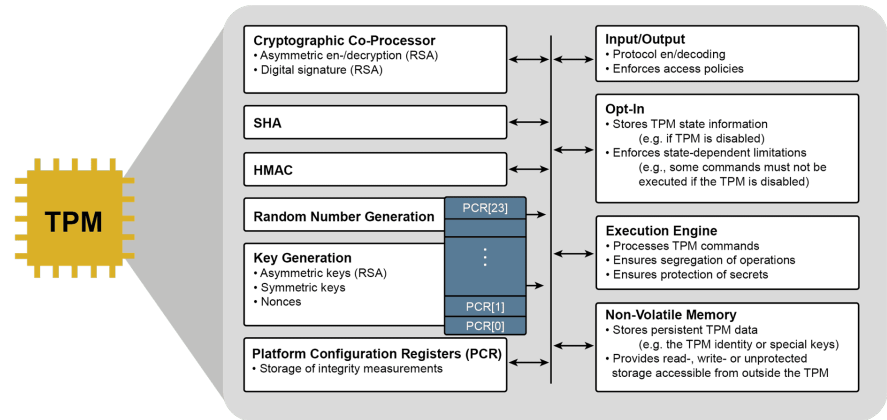 TPM
Cryptographic Co-Processor
• Asymmetric en-/decryption (RSA)
• Digital signature (RSA)
SHA
HMAC
Random Number Generation
Key Generation
• Asymmetric keys (RSA)
• Symmetric keys
• Nonces
PCR[23]
⋮
PCR[1]
PCR[0]
Platform Configuration Registers (PCR)
• Storage of integrity measurements
Input/Output
• Protocol en/decoding
• Enforces access policies
Opt-In
• Stores TPM state information
(e.g. if TPM is disabled)
• Enforces state-dependent limitations
(e.g., some commands must not be
executed if the TPM is disabled)
Execution Engine
• Processes TPM commands
• Ensures segregation of operations
• Ensures protection of secrets
Non-Volatile Memory
• Stores persistent TPM data
(e.g. the TPM identity or special keys)
• Provides read-, write- or unprotected
storage accessible from outside the TPM